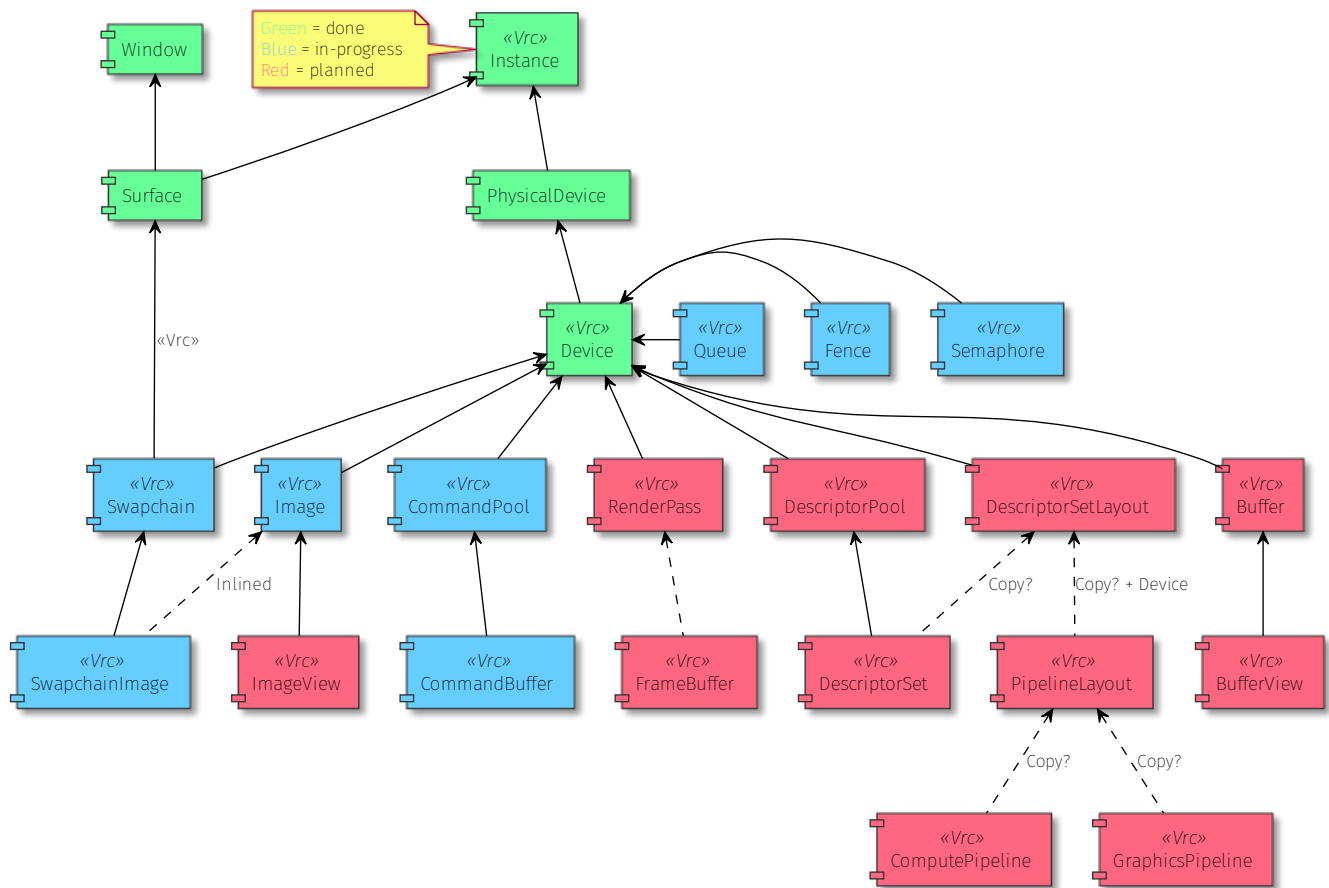 Window
Green = done
Blue = in-progress
Red = planned
«Vrc»
Instance
Surface
PhysicalDevice
«Vrc»
Device
«Vrc»
Queue
«Vrc»
Fence
«Vrc»
Semaphore
«Vrc»
«Vrc»
Swapchain
«Vrc»
Image
«Vrc»
CommandPool
«Vrc»
RenderPass
«Vrc»
DescriptorPool
«Vrc»
DescriptorSetLayout
«Vrc»
Buffer
Inlined
Copy?
Copy? + Device
«Vrc»
SwapchainImage
«Vrc»
ImageView
«Vrc»
CommandBuffer
«Vrc»
FrameBuffer
«Vrc»
DescriptorSet
«Vrc»
PipelineLayout
«Vrc»
BufferView
Copy?
Copy?
«Vrc»
ComputePipeline
«Vrc»
GraphicsPipeline